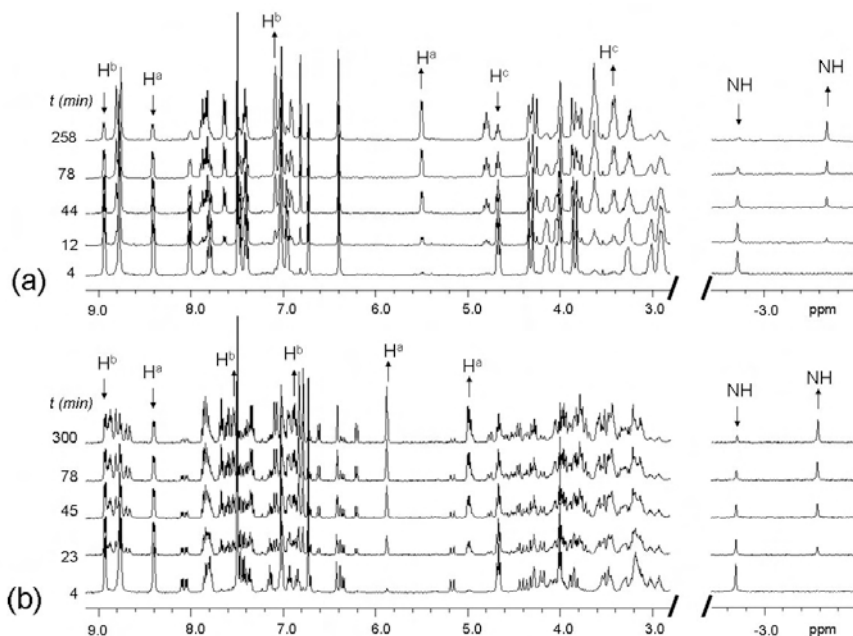 H^b H^a H^b H^a H^c H^c NH NH
t (min)
258
78
44
12
4
(a)
9.0 8.0 7.0 6.0 5.0 4.0 3.0 -3.0 ppm
H^b H^a H^b H^b H^a H^a NH NH
t (min)
300
78
45
23
4
(b)
9.0 8.0 7.0 6.0 5.0 4.0 3.0 -3.0 ppm